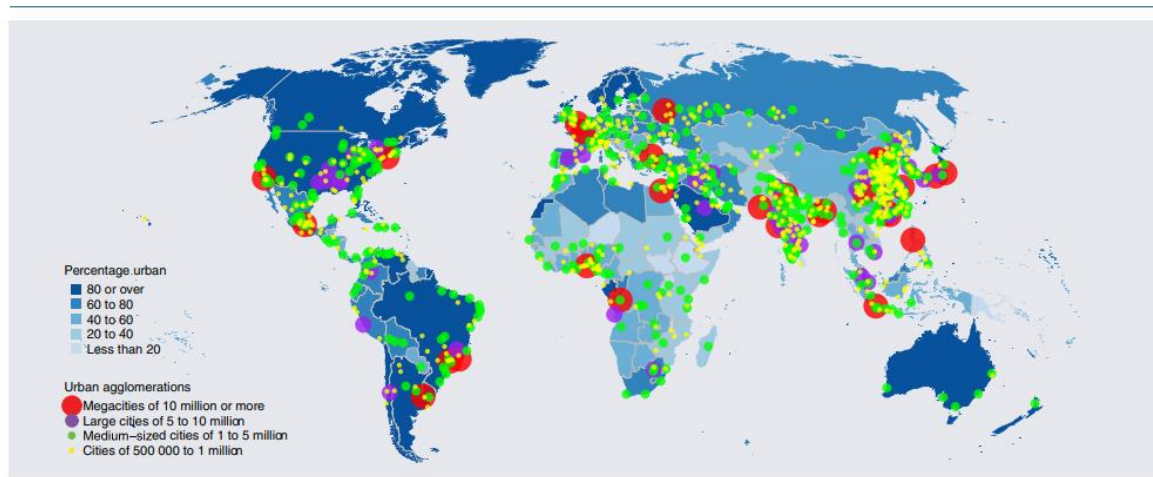 Percentage urban
80 or over
60 to 80
40 to 60
20 to 40
Less than 20
Urban agglomerations
Megacities of 10 million or more
Large cities of 5 to 10 million
Medium–sized cities of 1 to 5 million
Cities of 500 000 to 1 million